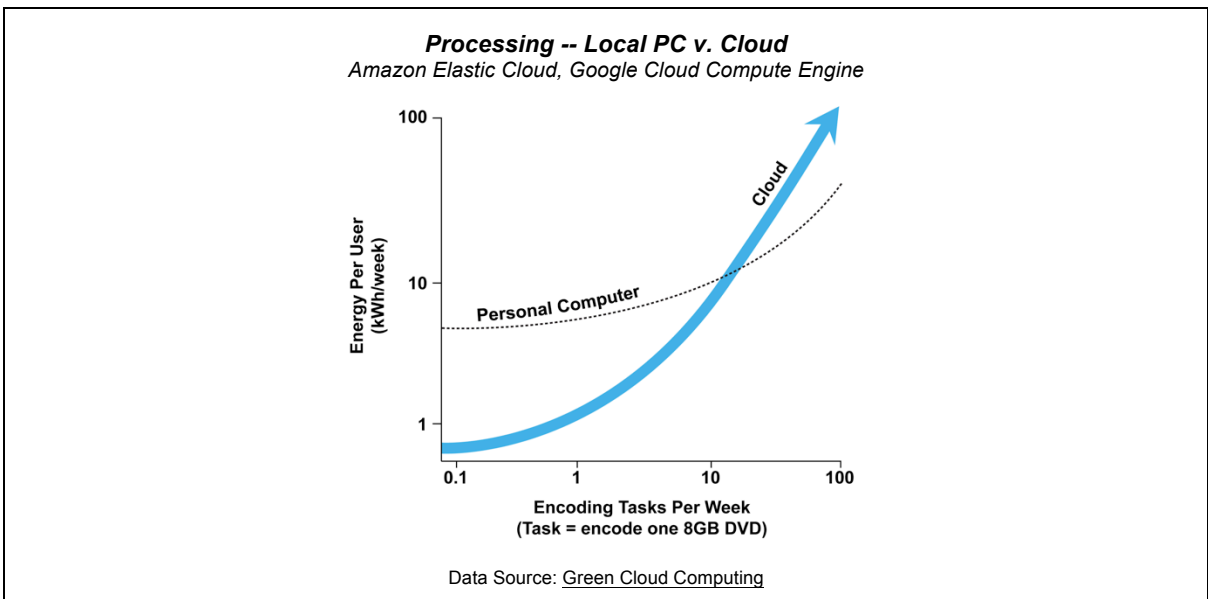 Processing -- Local PC v. Cloud
Amazon Elastic Cloud, Google Cloud Compute Engine
100
10
1
Energy Per User
(kWh/week)
Personal Computer
Cloud
0.1 1 10 100
Encoding Tasks Per Week
(Task = encode one 8GB DVD)
Data Source: Green Cloud Computing